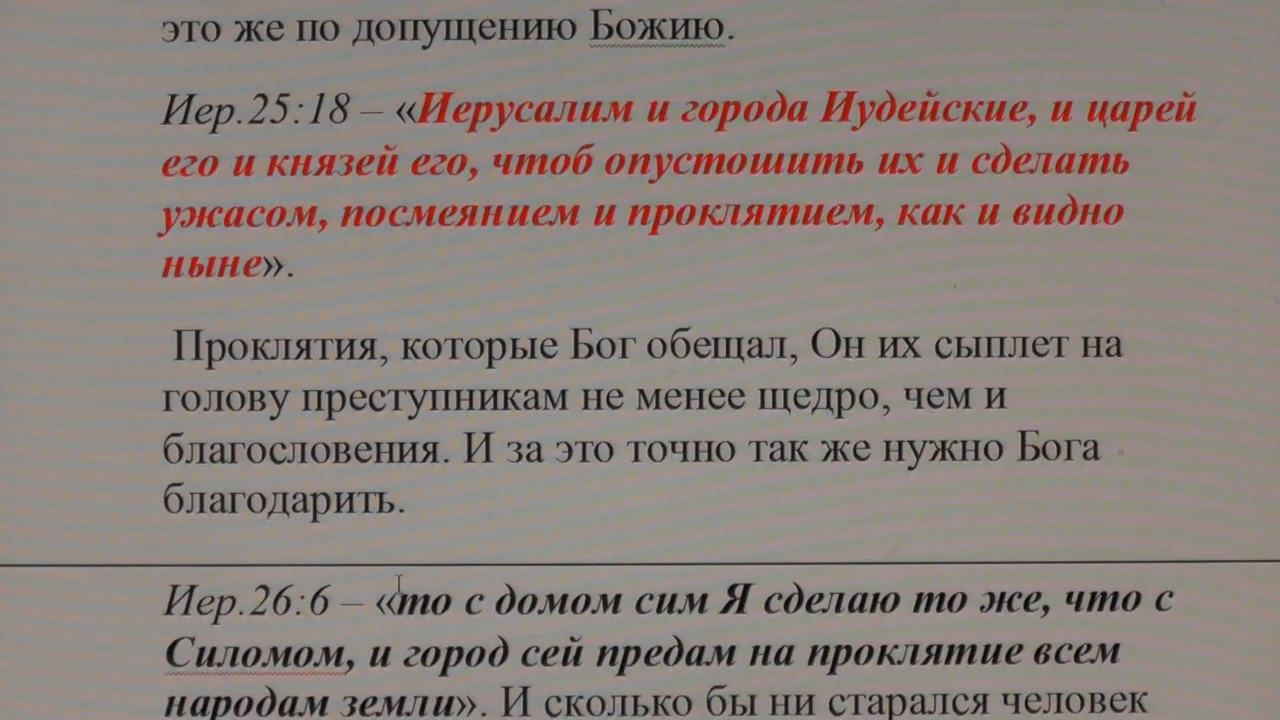 это же по допущению Божию.
Иер.25:18 – «Иерусалим и города Иудейские, и царей
его и князей его, чтоб опустошить их и сделать
ужасом, посмеянием и проклятием, как и видно
ныне».
Проклятия, которые Бог обещал, Он их сыплет на
голову преступникам не менее щедро, чем и
благословения. И за это точно так же нужно Бога
благодарить.
Иер.26:6 – «то с домом сим Я сделаю то же, что с
Силомом, и город сей предам на проклятие всем
народам земли». И сколько бы ни старался человек